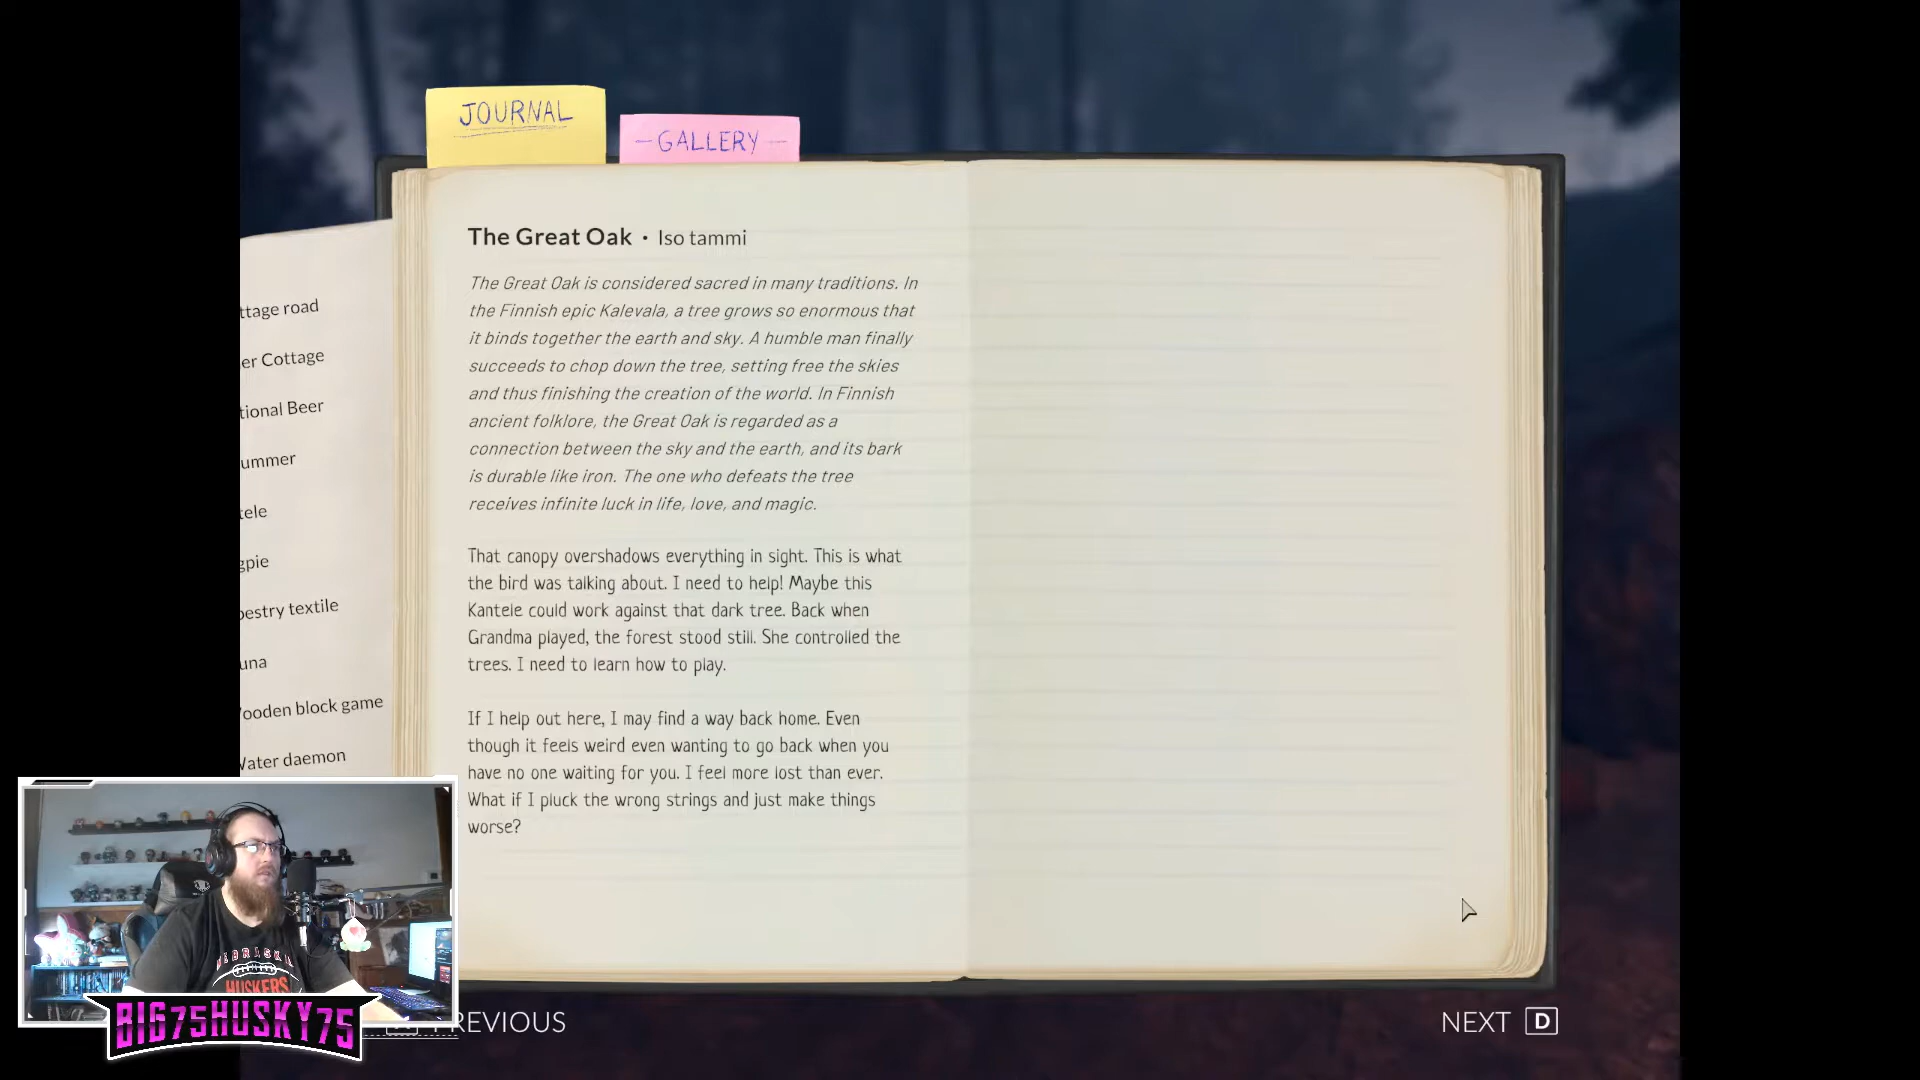 JOURNAL
-GALLERY-
The Great Oak · Iso tammi
The Great Oak is considered sacred in many traditions. In
the Finnish epic Kalevala, a tree grows so enormous that
it binds together the earth and sky. A humble man finally
succeeds to chop down the tree, setting free the skies
and thus finishing the creation of the world. In Finnish
ancient folklore, the Great Oak is regarded as a
connection between the sky and the earth, and its bark
is durable like iron. The one who defeats the tree
receives infinite luck in life, love, and magic.
That canopy overshadows everything in sight. This is what
the bird was talking about. I need to help! Maybe this
Kantele could work against that dark tree. Back when
Grandma played, the forest stood still. She controlled the
trees. I need to learn how to play.
If I help out here, I may find a way back home. Even
though it feels weird even wanting to go back when you
have no one waiting for you. I feel more lost than ever.
What if I pluck the wrong strings and just make things
worse?
ttage road
er Cottage
tional Beer
ummer
tele
gpie
pestry textile
una
ooden block game
ater daemon
NEBRASKA
HUSKERS
BIG75HUSKY75
PREVIOUS
NEXT D